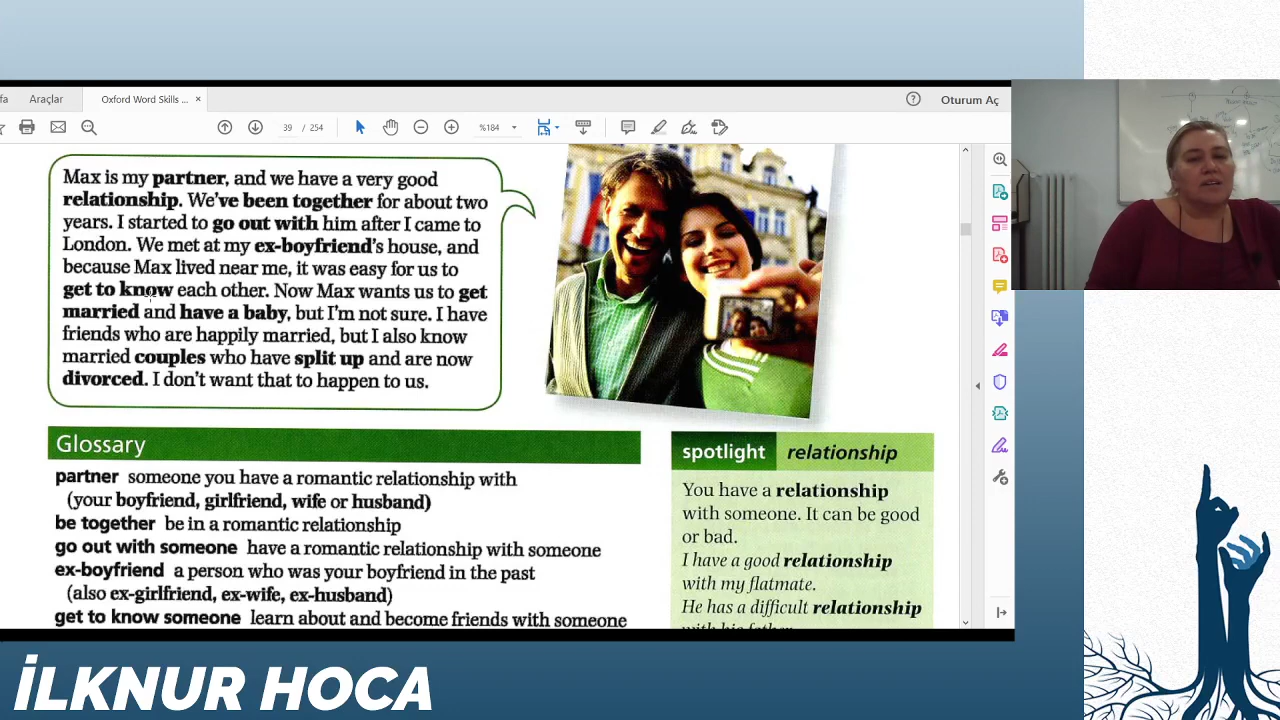 fa Araçlar Oxford Word Skills ... × Oturum Aç
39 / 254 %184
Max is my partner, and we have a very good
relationship. We've been together for about two
years. I started to go out with him after I came to
London. We met at my ex-boyfriend's house, and
because Max lived near me, it was easy for us to
get to know each other. Now Max wants us to get
married and have a baby, but I'm not sure. I have
friends who are happily married, but I also know
married couples who have split up and are now
divorced. I don't want that to happen to us.
Glossary
partner someone you have a romantic relationship with
(your boyfriend, girlfriend, wife or husband)
be together be in a romantic relationship
go out with someone have a romantic relationship with someone
ex-boyfriend a person who was your boyfriend in the past
(also ex-girlfriend, ex-wife, ex-husband)
get to know someone learn about and become friends with someone
spotlight relationship
You have a relationship
with someone. It can be good
or bad.
I have a good relationship
with my flatmate.
He has a difficult relationship
with his father.
İLKNUR HOCA